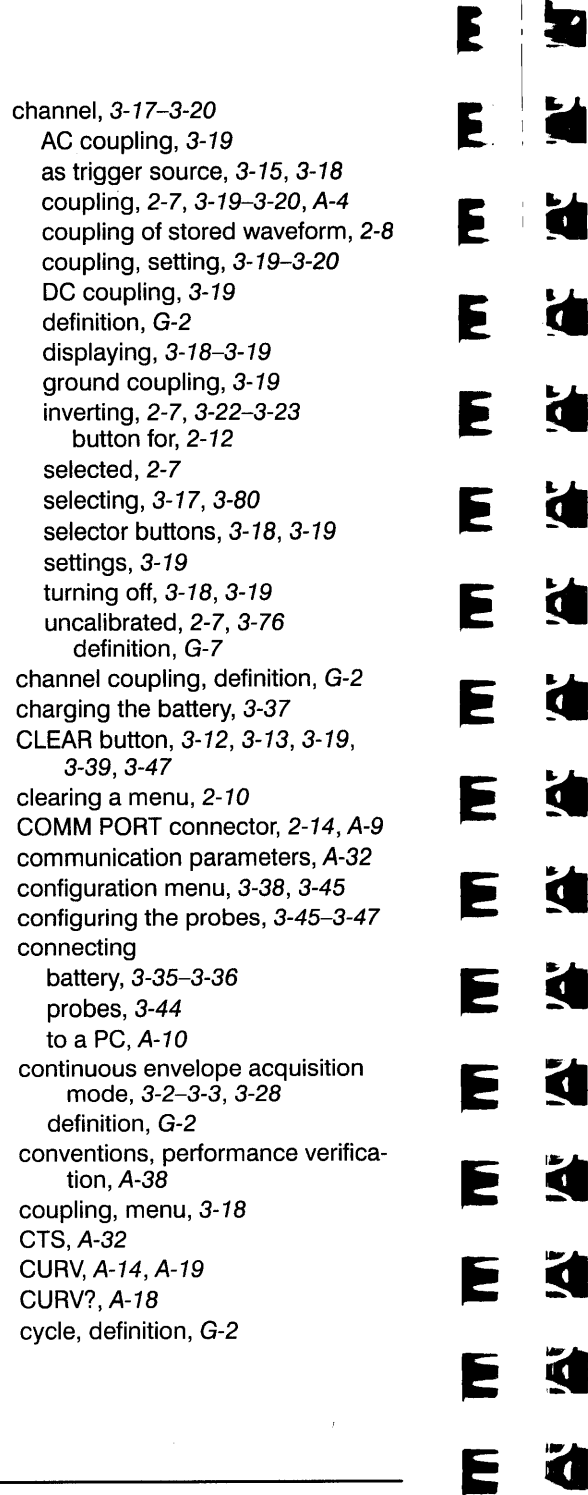 channel, 3-17–3-20
AC coupling, 3-19
as trigger source, 3-15, 3-18
coupling, 2-7, 3-19–3-20, A-4
coupling of stored waveform, 2-8
coupling, setting, 3-19–3-20
DC coupling, 3-19
definition, G-2
displaying, 3-18–3-19
ground coupling, 3-19
inverting, 2-7, 3-22–3-23
button for, 2-12
selected, 2-7
selecting, 3-17, 3-80
selector buttons, 3-18, 3-19
settings, 3-19
turning off, 3-18, 3-19
uncalibrated, 2-7, 3-76
definition, G-7
channel coupling, definition, G-2
charging the battery, 3-37
CLEAR button, 3-12, 3-13, 3-19,
3-39, 3-47
clearing a menu, 2-10
COMM PORT connector, 2-14, A-9
communication parameters, A-32
configuration menu, 3-38, 3-45
configuring the probes, 3-45–3-47
connecting
battery, 3-35–3-36
probes, 3-44
to a PC, A-10
continuous envelope acquisition
mode, 3-2–3-3, 3-28
definition, G-2
conventions, performance verifica-
tion, A-38
coupling, menu, 3-18
CTS, A-32
CURV, A-14, A-19
CURV?, A-18
cycle, definition, G-2